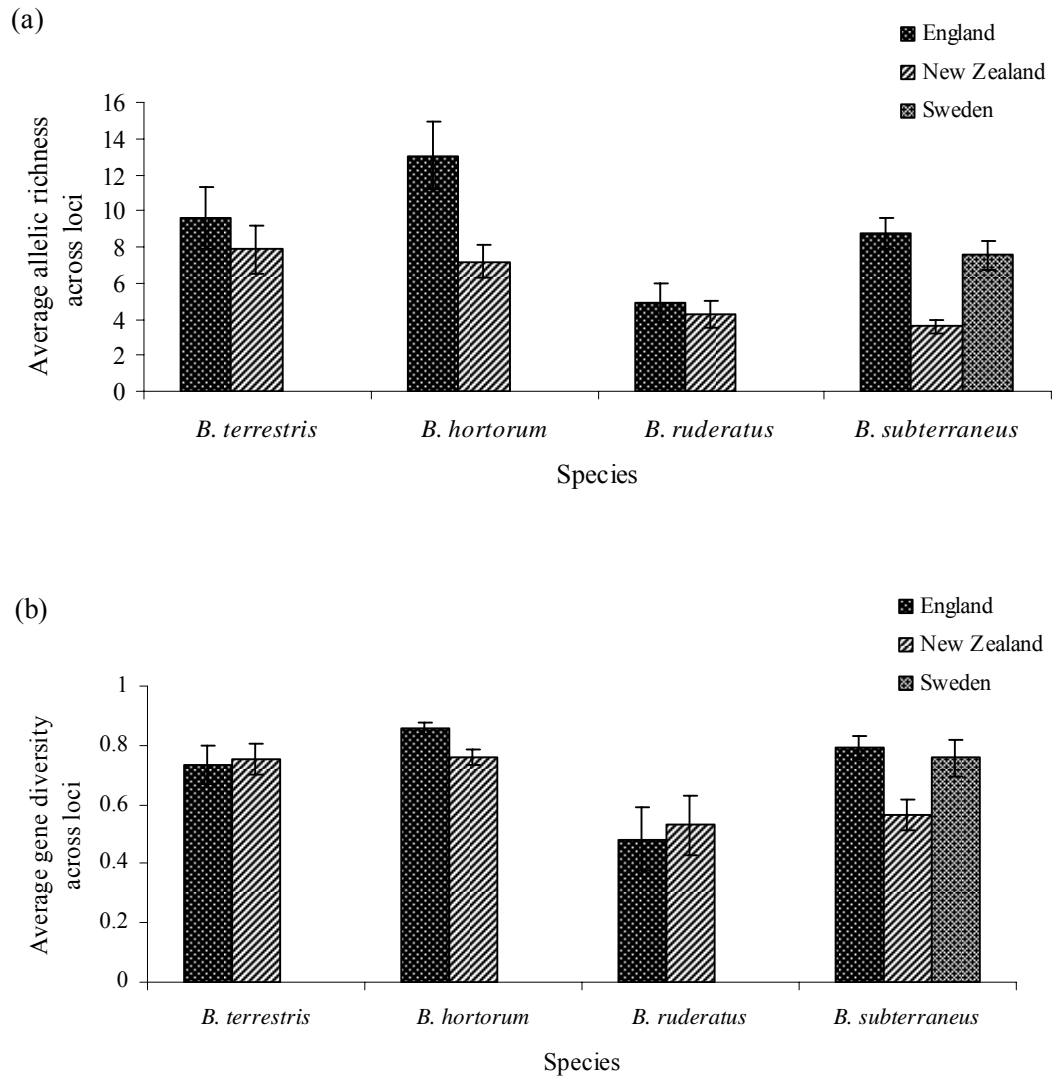 (a)
England
New Zealand
Sweden
Average allelic richness
across loci
16
14
12
10
8
6
4
2
0
B. terrestris
B. hortorum
B. ruderatus
B. subterraneus
Species
(b)
England
New Zealand
Sweden
Average gene diversity
across loci
1
0.8
0.6
0.4
0.2
0
B. terrestris
B. hortorum
B. ruderatus
B. subterraneus
Species